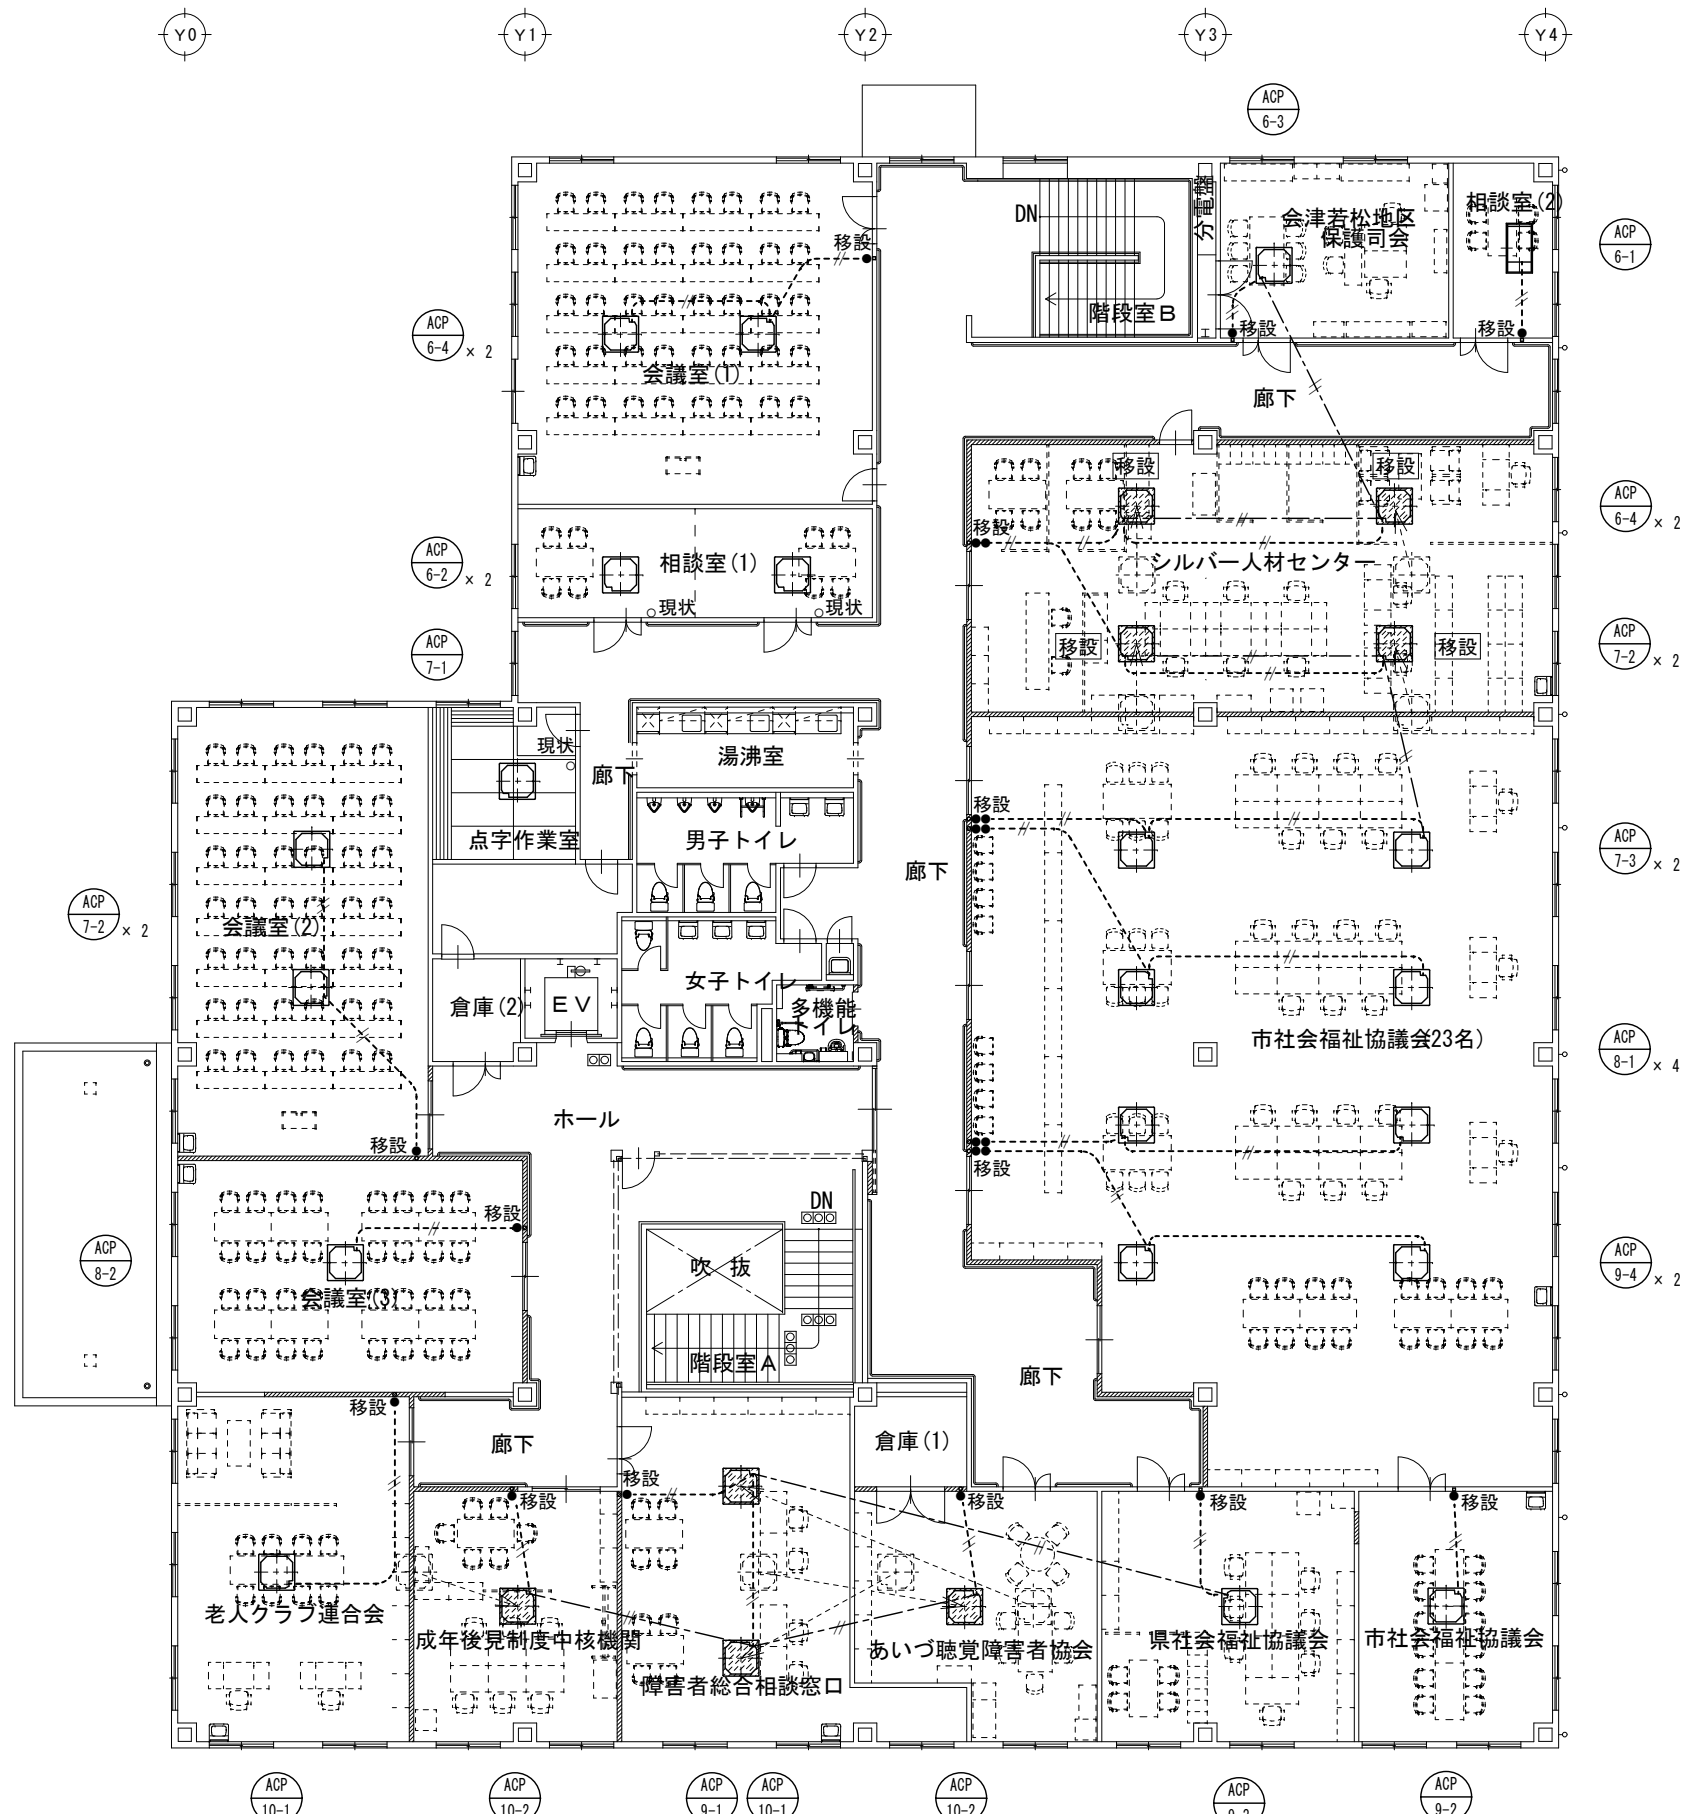 Y0
Y1
Y2
Y3
Y4
ACP
6-3
相談室(2)
会津若松地区
保護司会
分電盤
DN
移設
ACP
6-1
階段室B
移設
移設
ACP
6-4 × 2
会議室(1)
廊下
移設
移設
ACP
6-4 × 2
移設
相談室(1)
シルバー人材センター
ACP
6-2 × 2
現状
現状
移設
移設
ACP
7-2 × 2
ACP
7-1
現状
廊下
湯沸室
移設
点字作業室
男子トイレ
廊下
ACP
7-3 × 2
ACP
7-2 × 2
会議室(2)
女子トイレ
倉庫(2)
EV
多機能
トイレ
市社会福祉協議会23名)
ACP
8-1 × 4
ホール
移設
移設
DN
移設
ACP
8-2
吹 抜
ACP
9-4 × 2
会議室(3)
階段室A
廊下
移設
廊下
倉庫(1)
移設
移設
移設
移設
移設
老人クラブ連合会
成年後見制度中核機関
あいづ聴覚障害者協会
県社会福祉協議会
市社会福祉協議会
障害者総合相談窓口
ACP
10-1
ACP
10-2
ACP
9-1
ACP
10-1
ACP
10-2
ACP
ACP
9-2